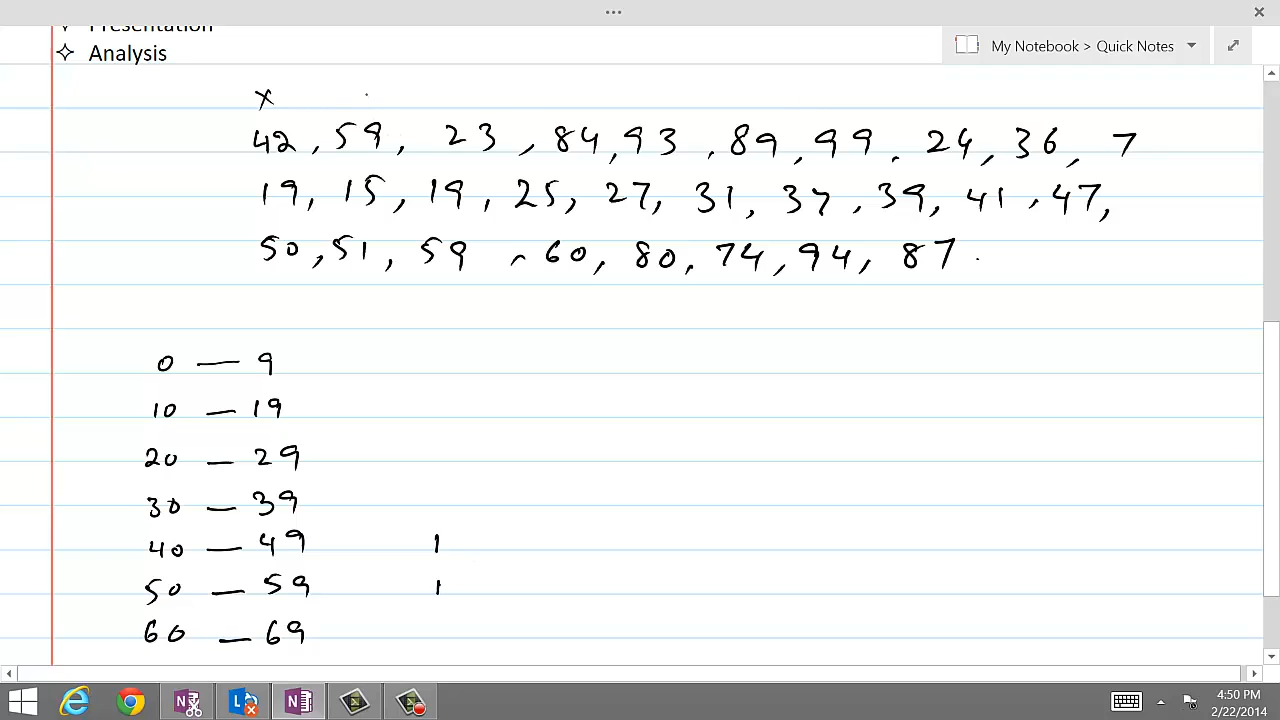 Presentation
Analysis
My Notebook > Quick Notes
x
42, 59, 23, 84, 93, 89, 99, 24, 36, 7
19, 15, 19, 25, 27, 31, 37, 39, 41, 47,
50, 51, 59, 60, 80, 74, 94, 87.
0 — 9
10 — 19
20 — 29
30 — 39
40 — 49 1
50 — 59 1
60 — 69
4:50 PM
2/22/2014